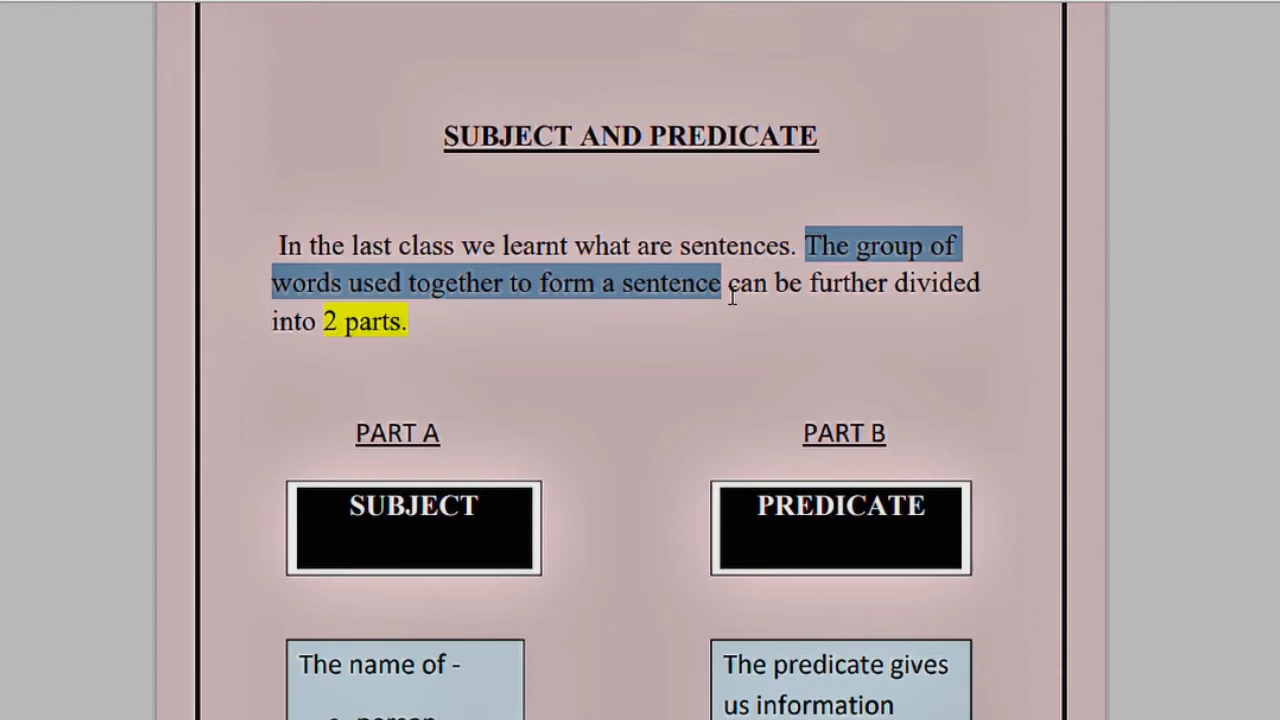 SUBJECT AND PREDICATE
In the last class we learnt what are sentences. The group of
words used together to form a sentence can be further divided
into 2 parts.
PART A
PART B
SUBJECT
PREDICATE
The name of -
The predicate gives
us information